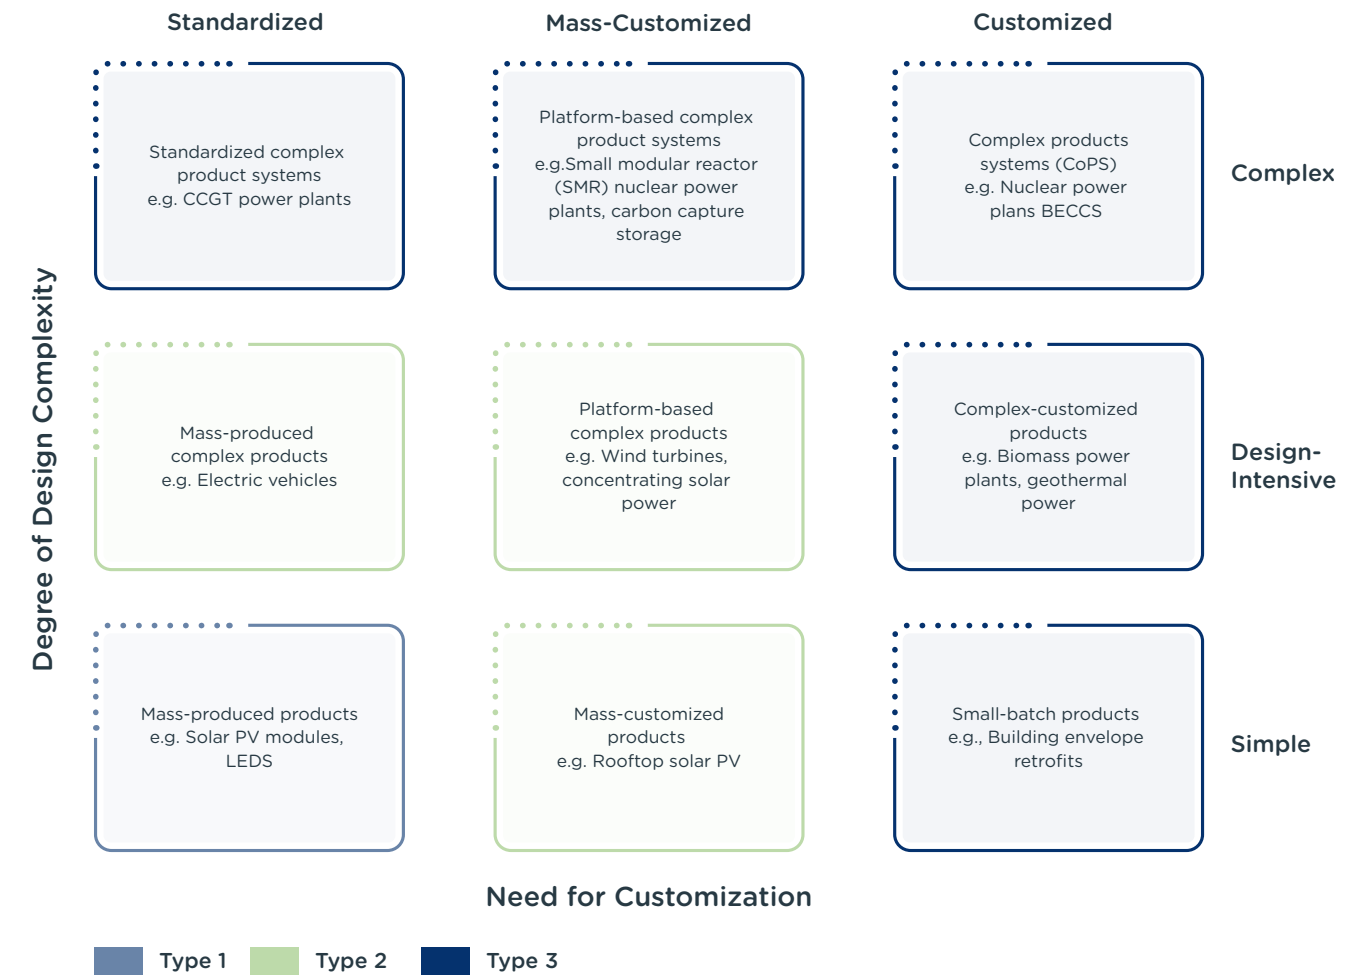 Standardized
Mass-Customized
Customized
Standardized complex
product systems
e.g. CCGT power plants
Platform-based complex
product systems
e.g.Small modular reactor
(SMR) nuclear power
plants, carbon capture
storage
Complex products
systems (CoPS)
e.g. Nuclear power
plans BECCS
Complex
Degree of Design Complexity
Mass-produced
complex products
e.g. Electric vehicles
Platform-based
complex products
e.g. Wind turbines,
concentrating solar
power
Complex-customized
products
e.g. Biomass power
plants, geothermal
power
Design-
Intensive
Mass-produced products
e.g. Solar PV modules,
LEDS
Mass-customized
products
e.g. Rooftop solar PV
Small-batch products
e.g., Building envelope
retrofits
Simple
Need for Customization
Type 1
Type 2
Type 3